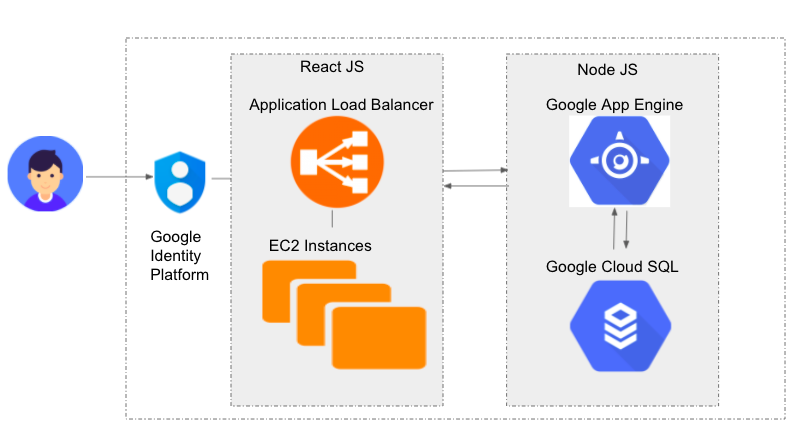 React JS
Application Load Balancer
EC2 Instances
Node JS
Google App Engine
Google Cloud SQL
Google
Identity
Platform